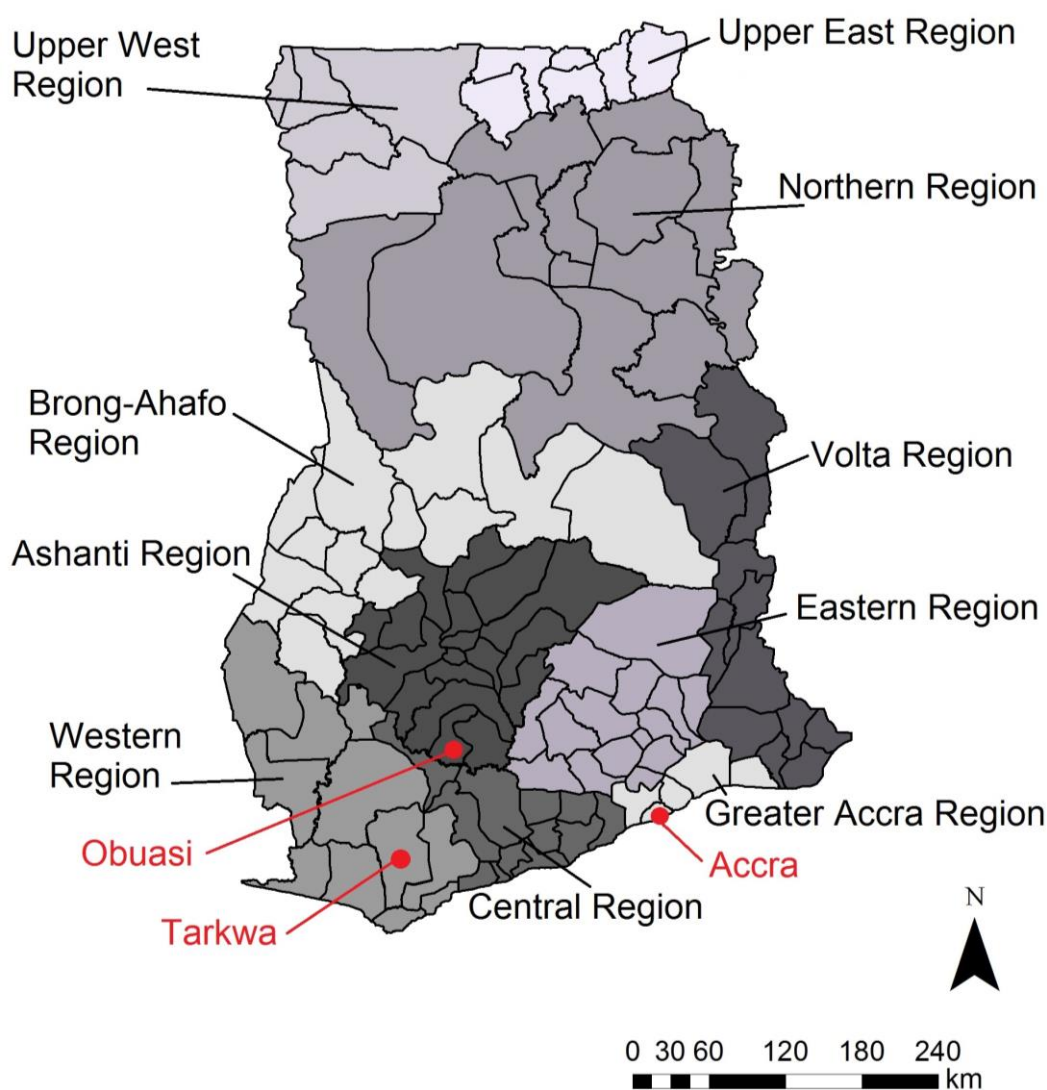 Upper West
Region
Upper East Region
Northern Region
Brong-Ahafo
Region
Volta Region
Ashanti Region
Eastern Region
Western
Region
Greater Accra Region
Obuasi
Accra
Central Region
Tarkwa
N
0 30 60 120 180 240
km